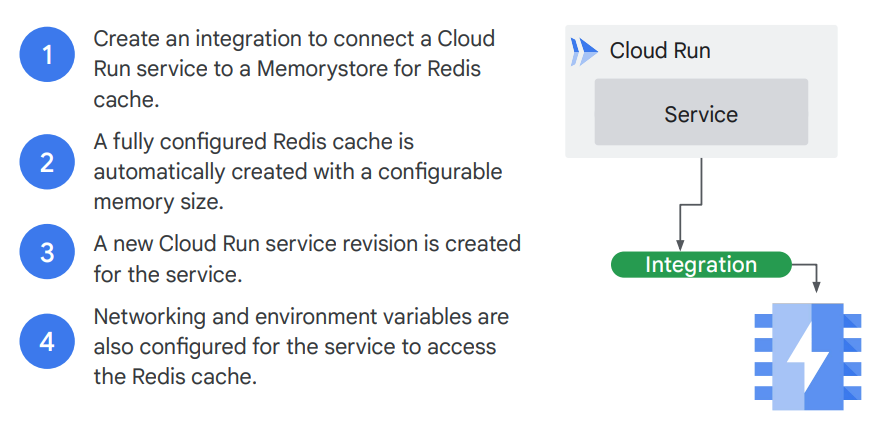 1
Create an integration to connect a Cloud
Run service to a Memorystore for Redis
cache.
2
A fully configured Redis cache is
automatically created with a configurable
memory size.
3
A new Cloud Run service revision is created
for the service.
4
Networking and environment variables are
also configured for the service to access
the Redis cache.
Cloud Run
Service
Integration